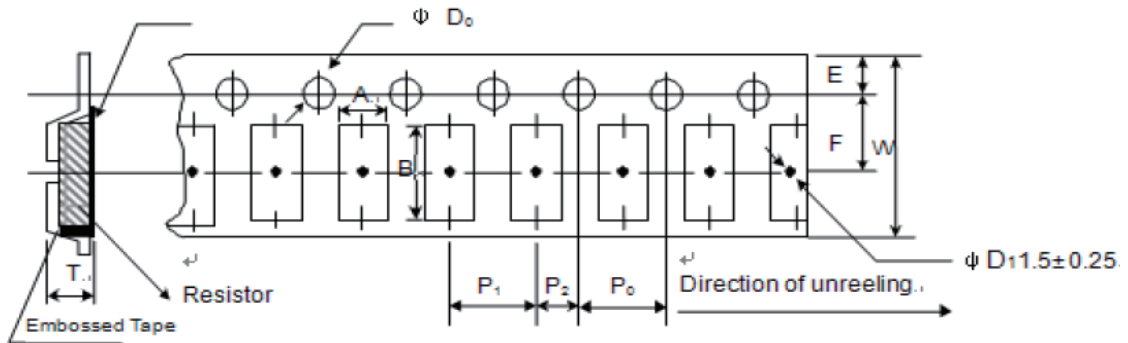 ψ D₀
E
A
F
W
B
T
P₁
P₂
P₀
Direction of unreeling
ψ D₁1.5±0.25
Resistor
Embossed Tape